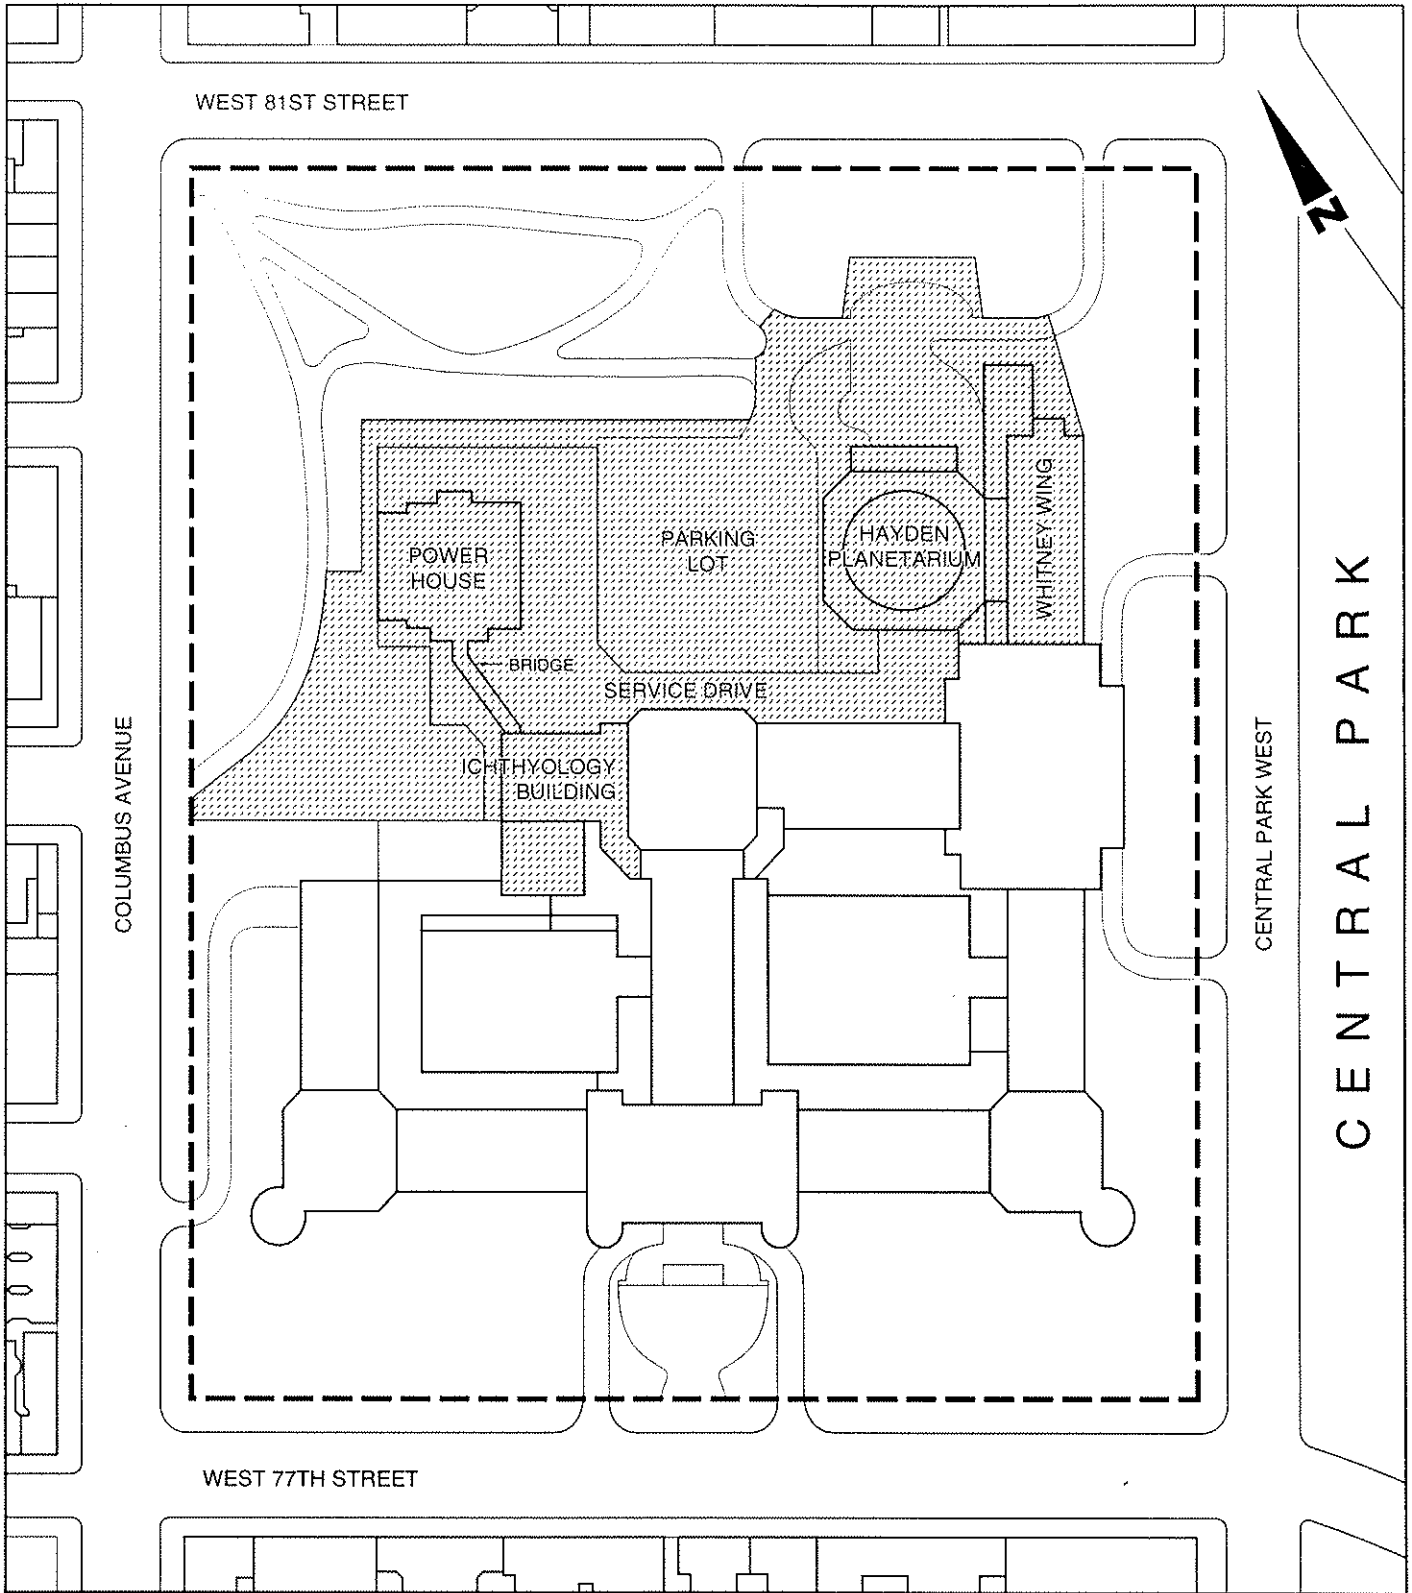 WEST 81ST STREET
N
POWER
HOUSE
PARKING
LOT
HAYDEN
PLANETARIUM
WHITNEY WING
BRIDGE
SERVICE DRIVE
ICHTHYOLOGY
BUILDING
COLUMBUS AVENUE
CENTRAL PARK WEST
CENTRAL PARK
WEST 77TH STREET